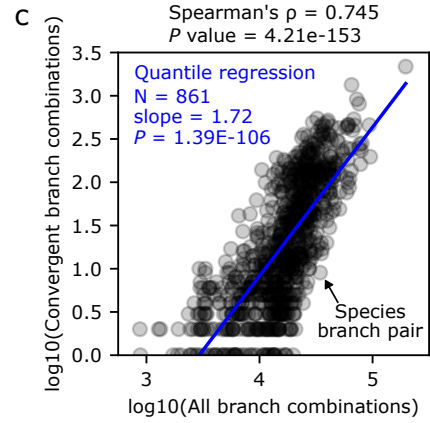 c
Spearman's ρ = 0.745
P value = 4.21e-153
Quantile regression
N = 861
slope = 1.72
P = 1.39E-106
log10(Convergent branch combinations)
3.5
3.0
2.5
2.0
1.5
1.0
0.5
0.0
Species
branch pair
3 4 5
log10(All branch combinations)